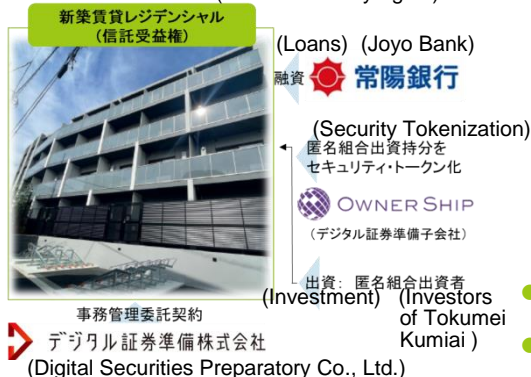 新築賃貸レジデンシャル
（信託受益権）
(Loans) (Joyo Bank)
融資 常陽銀行
(Security Tokenization)
匿名組合出資持分を
セキュリティ・トークン化
OWNER SHIP
（デジタル証券準備子会社）
出資： 匿名組合出資者
(Investment) (Investors
of Tokumei
Kumiai )
事務管理委託契約
デジタル証券準備株式会社
(Digital Securities Preparatory Co., Ltd.)